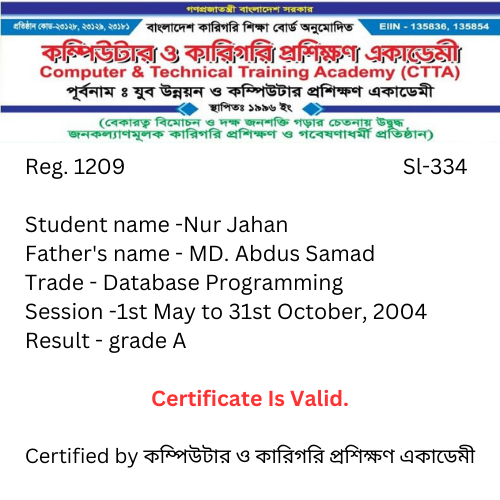 গণপ্রজাতন্ত্রী বাংলাদেশ সরকার
প্রতিষ্ঠান কোড-২৩১২৮, ২৩১২৯, ২৩১৮১ বাংলাদেশ কারিগরি শিক্ষা বোর্ড অনুমোদিত EIIN - 135836, 135854
কম্পিউটার ও কারিগরি প্রশিক্ষণ একাডেমী
Computer & Technical Training Academy (CTTA)
পূর্বনাম ঃ যুব উন্নয়ন ও কম্পিউটার প্রশিক্ষণ একাডেমী
স্থাপিতঃ ১৯৯৬ ইং
(বেকারত্ব বিমোচন ও দক্ষ জনশক্তি গড়ার চেতনায় উদ্বুদ্ধ
জনকল্যাণমূলক কারিগরি প্রশিক্ষণ ও গবেষণাধর্মী প্রতিষ্ঠান)
Reg. 1209 Sl-334
Student name -Nur Jahan
Father's name - MD. Abdus Samad
Trade - Database Programming
Session -1st May to 31st October, 2004
Result - grade A
Certificate Is Valid.
Certified by কম্পিউটার ও কারিগরি প্রশিক্ষণ একাডেমী